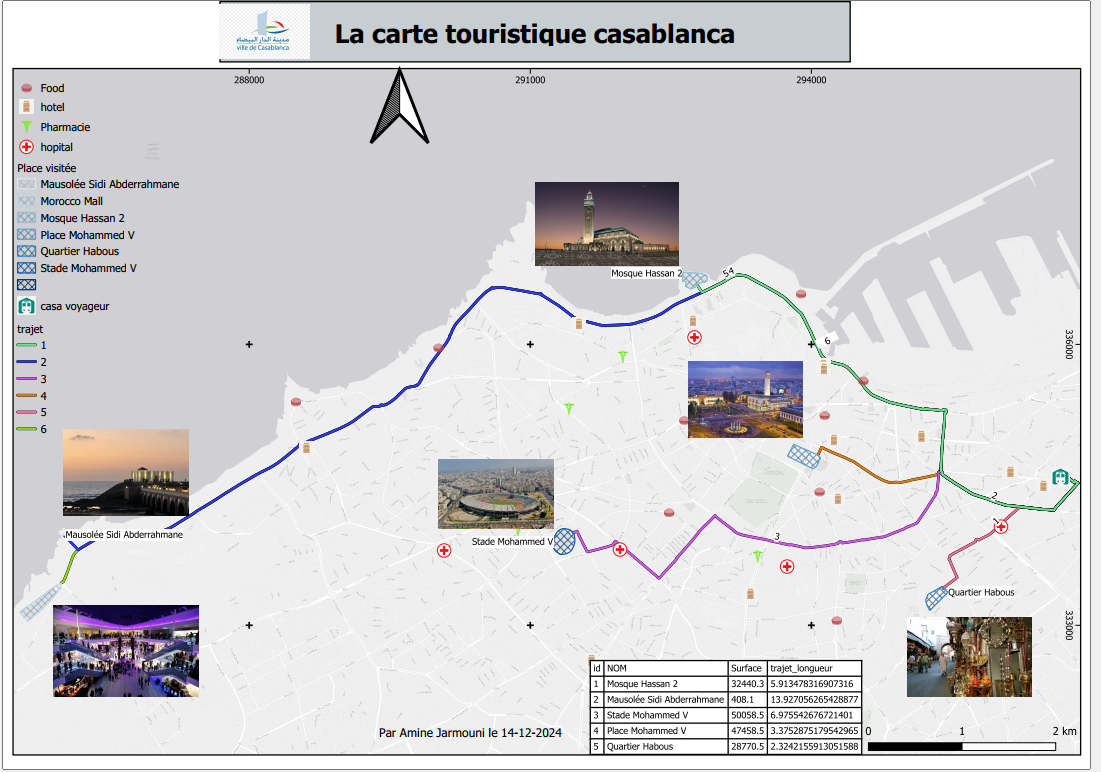 مدينة الدار البيضاء
ville de Casablanca
La carte touristique casablanca
288000
291000
294000
Food
hotel
Pharmacie
hopital
Place visitée
Mausolée Sidi Abderrahmane
Morocco Mall
Mosque Hassan 2
Place Mohammed V
Quartier Habous
Stade Mohammed V
casa voyageur
trajet
1
2
3
4
5
6
Mosque Hassan 2
54
6
336000
2
Stade Mohammed V
3
1
Mausolée Sidi Abderrahmane
Quartier Habous
333000
id NOM Surface trajet_longueur
1 Mosque Hassan 2 32440.3 5.913478316907316
2 Mausolée Sidi Abderrahmane 408.1 13.927056265428877
3 Stade Mohammed V 50058.5 6.975542676721401
4 Place Mohammed V 47458.5 3.3752875179542965
5 Quartier Habous 28770.5 2.3242155913051588
Par Amine Jarmouni le 14-12-2024
0 1 2 km